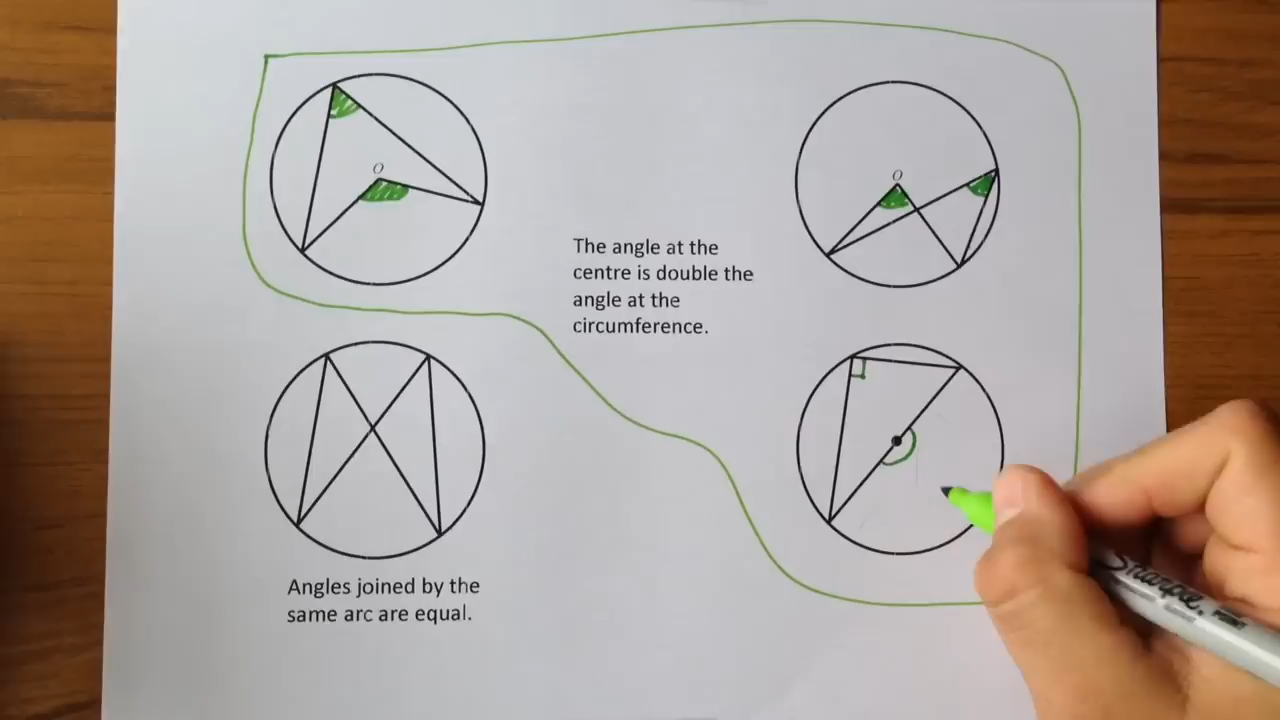 O
O
The angle at the
centre is double the
angle at the
circumference.
Angles joined by the
same arc are equal.
Sharpie.